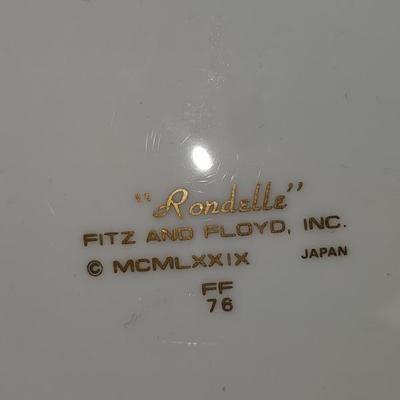 "Rondelle"
FITZ AND FLOYD, INC.
© MCMLXXIX JAPAN
FF
76